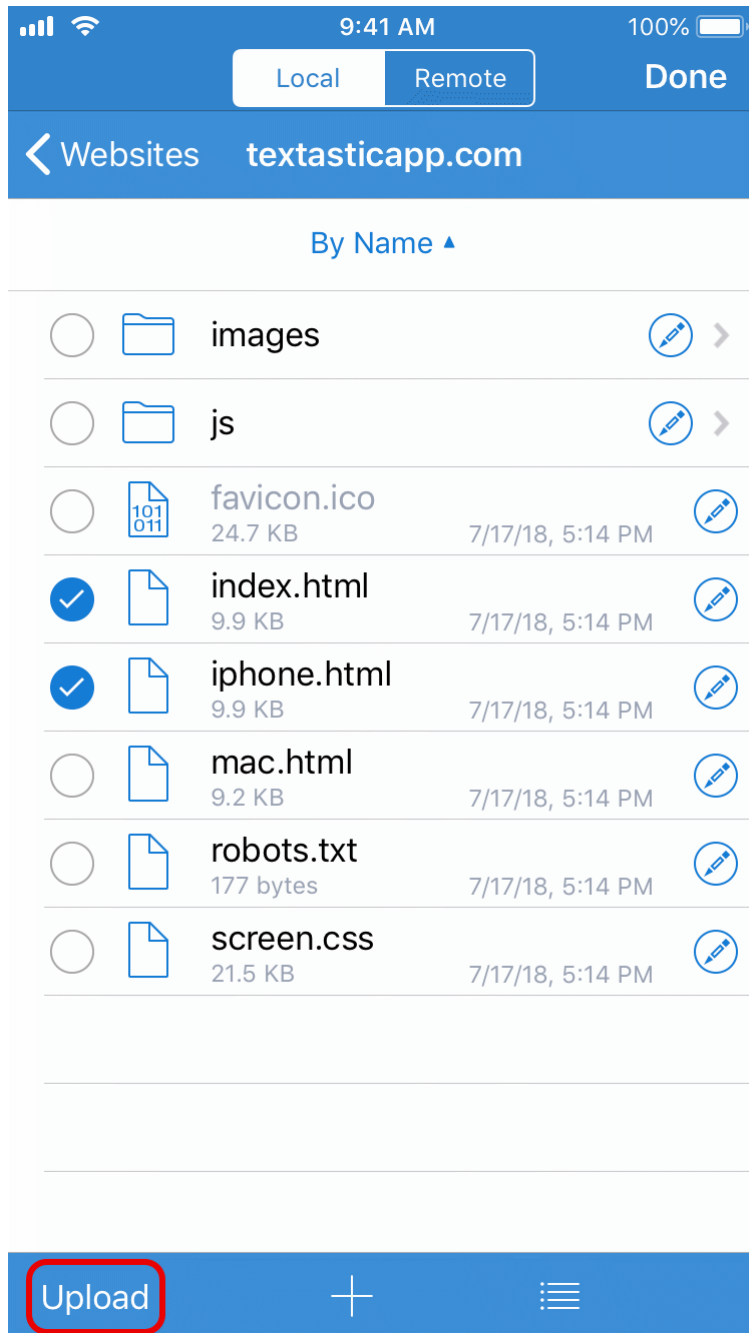 9:41 AM 100%
Local Remote Done
Websites textasticapp.com
By Name
images
js
101
011
favicon.ico
24.7 KB 7/17/18, 5:14 PM
index.html
9.9 KB 7/17/18, 5:14 PM
iphone.html
9.9 KB 7/17/18, 5:14 PM
mac.html
9.2 KB 7/17/18, 5:14 PM
robots.txt
177 bytes 7/17/18, 5:14 PM
screen.css
21.5 KB 7/17/18, 5:14 PM
Upload